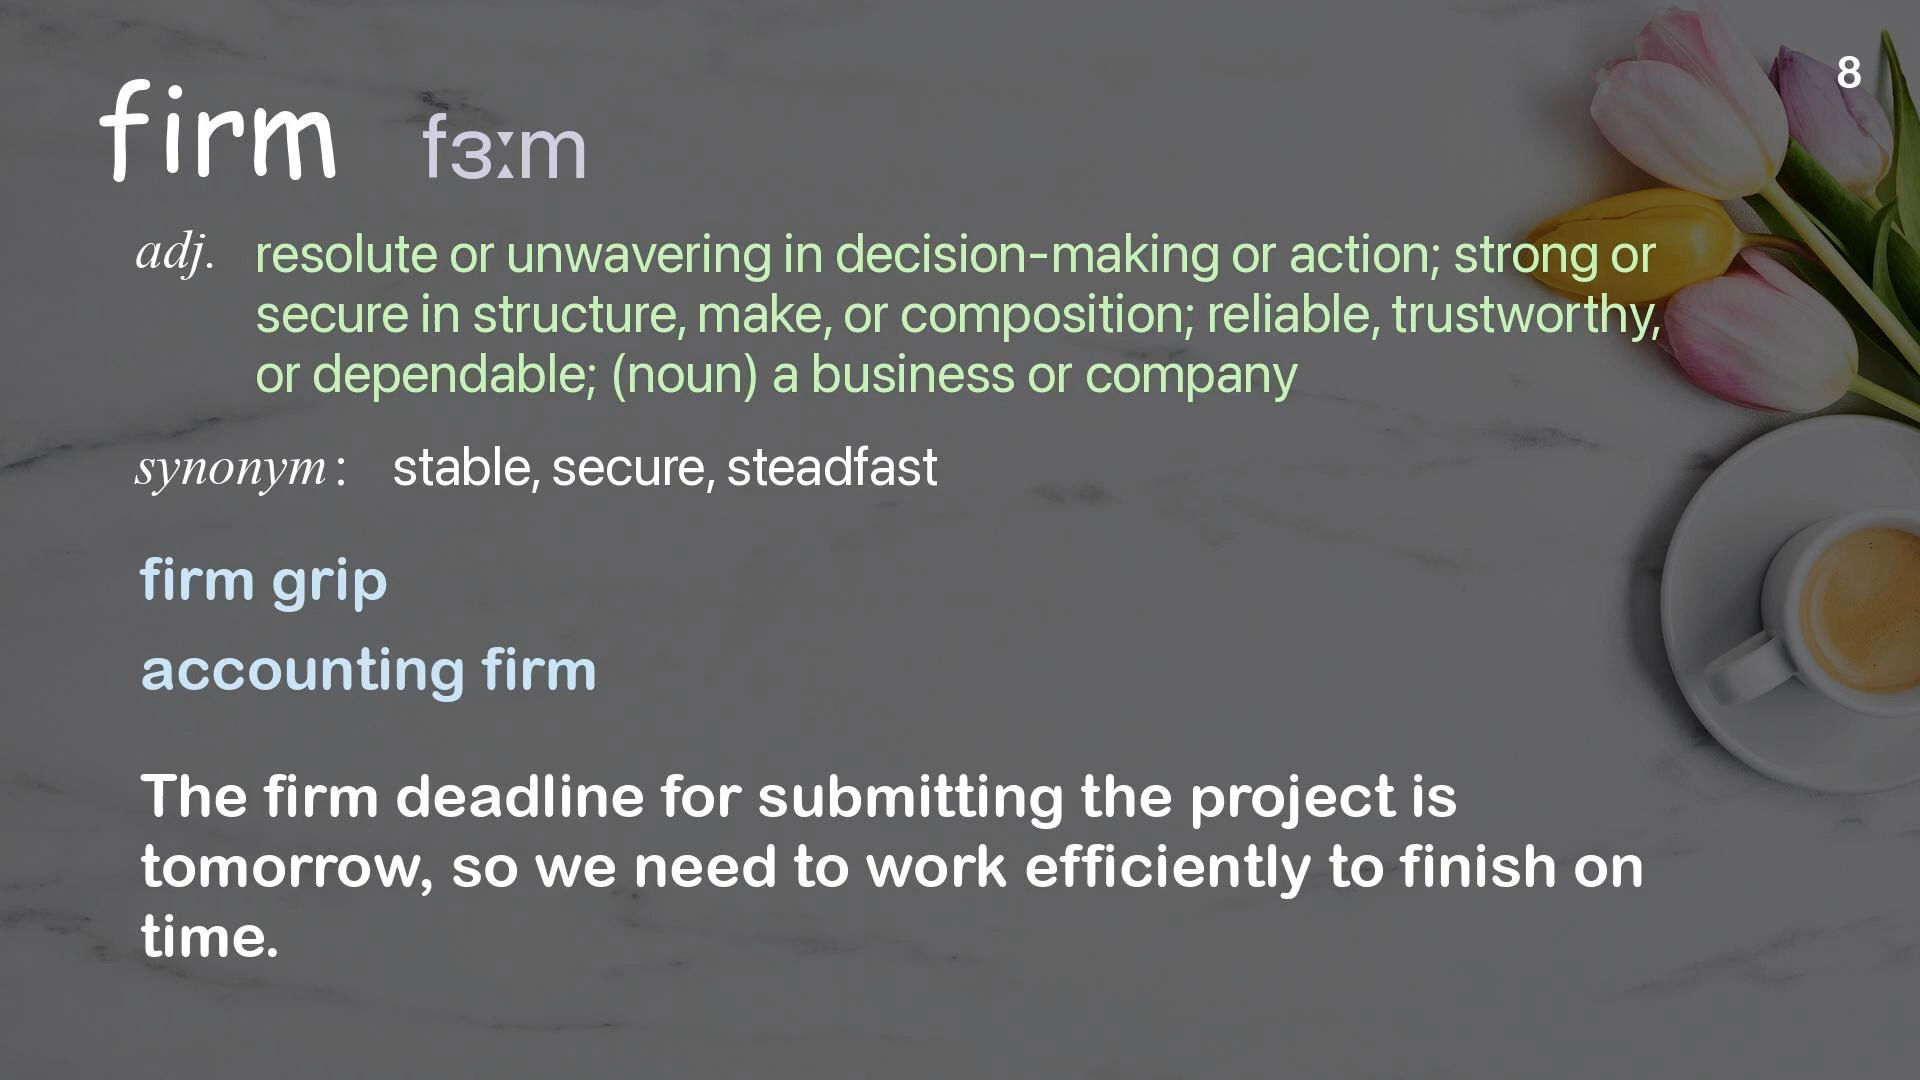 8
firm fɜːm
adj. resolute or unwavering in decision-making or action; strong or
secure in structure, make, or composition; reliable, trustworthy,
or dependable; (noun) a business or company
synonym: stable, secure, steadfast
firm grip
accounting firm
The firm deadline for submitting the project is
tomorrow, so we need to work efficiently to finish on
time.